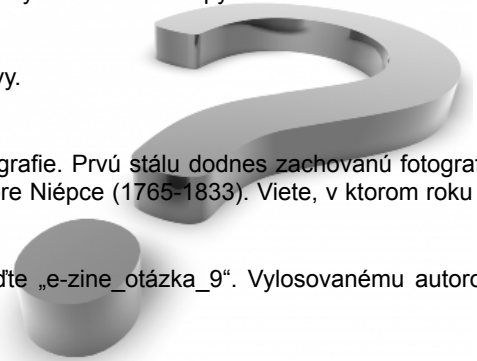 vy.
grafie. Prvú stálu dodnes zachovanú fotograf
re Niépce (1765-1833). Viete, v ktorom roku
ďte „e-zine_otázka_9“. Vylosovanému autoro